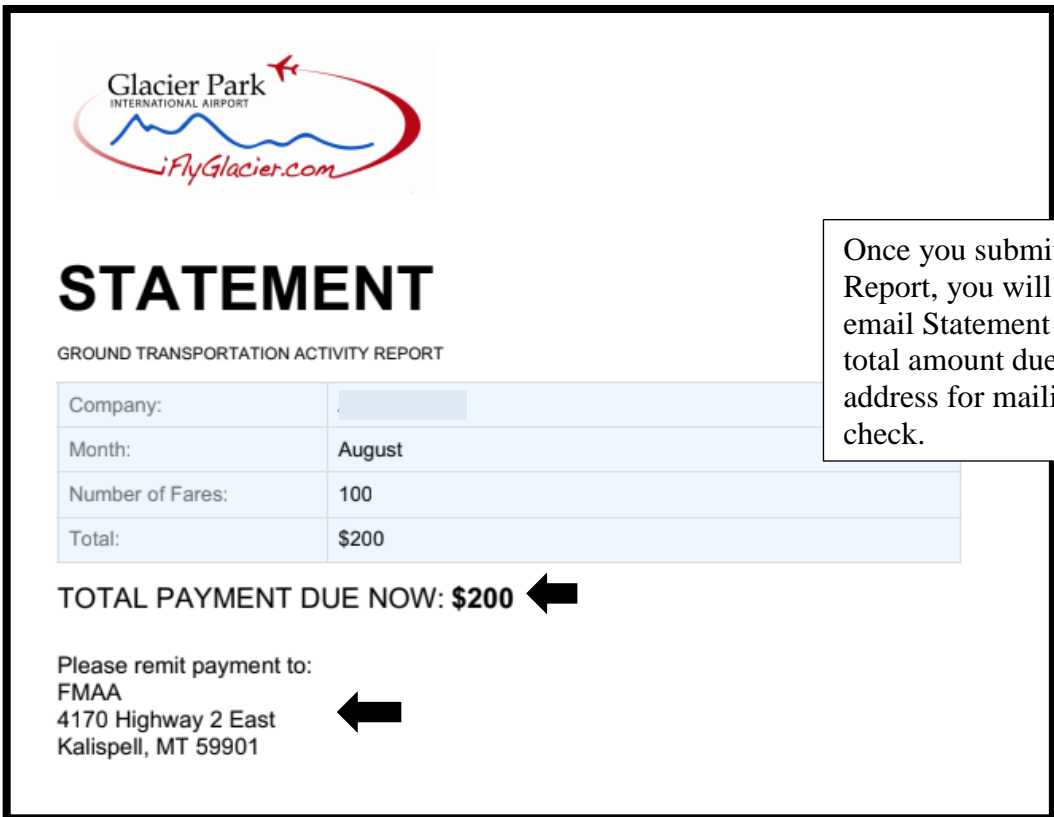 Glacier Park
INTERNATIONAL AIRPORT
iFlyGlacier.com
STATEMENT
GROUND TRANSPORTATION ACTIVITY REPORT
Company:
Month: August
Number of Fares: 100
Total: $200
Once you submit
Report, you will
email Statement
total amount due
address for
check.
TOTAL PAYMENT DUE NOW: $200
Please remit payment to:
FMAA
4170 Highway 2 East
Kalispell, MT 59901